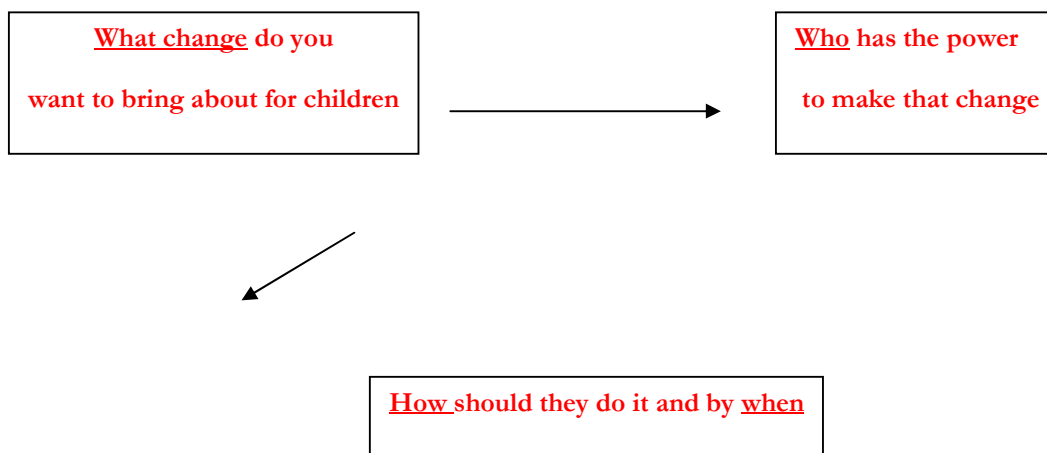 What change do you
want to bring about for children
Who has the power
to make that change
How should they do it and by when